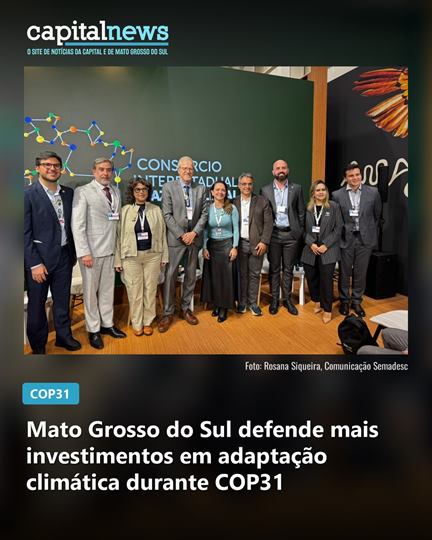 capitalnews
O SITE DE NOTÍCIAS DA CAPITAL E DE MATO GROSSO DO SUL
CONSÓRCIO
INTERESTADUAL
Foto: Rosana Siqueira, Comunicação Semadesc
COP31
Mato Grosso do Sul defende mais
investimentos em adaptação
climática durante COP31